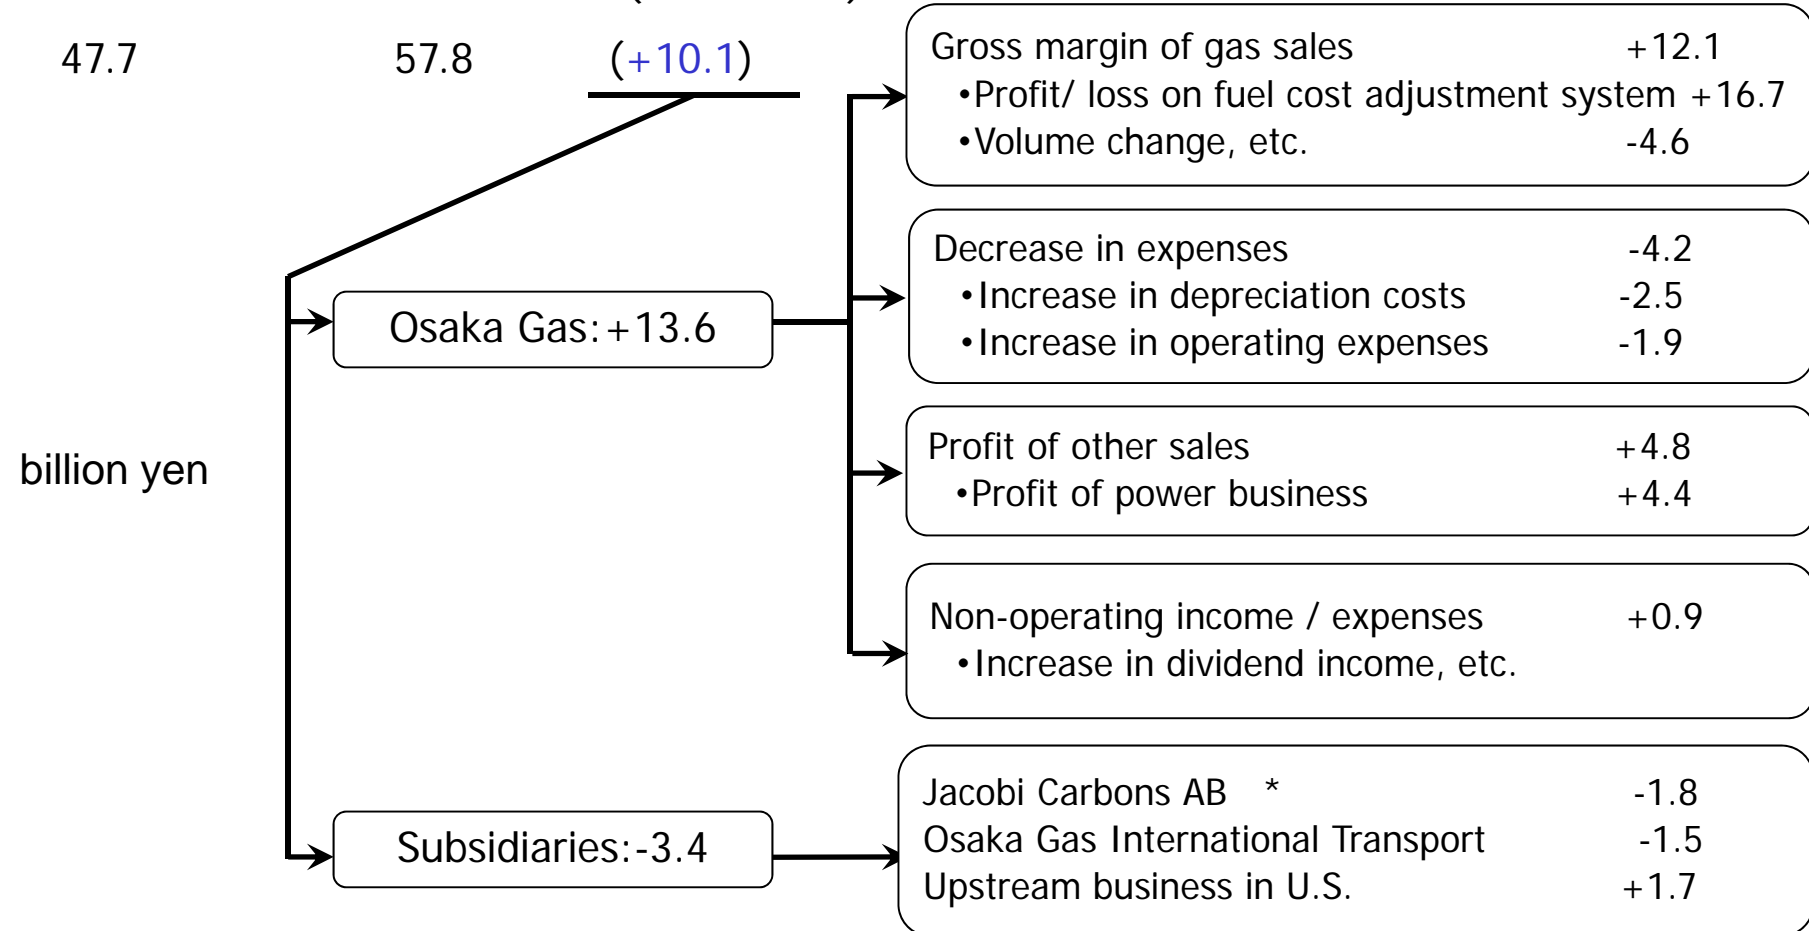 47.7 57.8 (+10.1)
Gross margin of gas sales +12.1
•Profit/ loss on fuel cost adjustment system +16.7
•Volume change, etc. -4.6
Decrease in expenses -4.2
•Increase in depreciation costs -2.5
•Increase in operating expenses -1.9
Osaka Gas:+13.6
Profit of other sales +4.8
•Profit of power business +4.4
billion yen
Non-operating income / expenses +0.9
•Increase in dividend income, etc.
Subsidiaries:-3.4
Jacobi Carbons AB * -1.8
Osaka Gas International Transport -1.5
Upstream business in U.S. +1.7